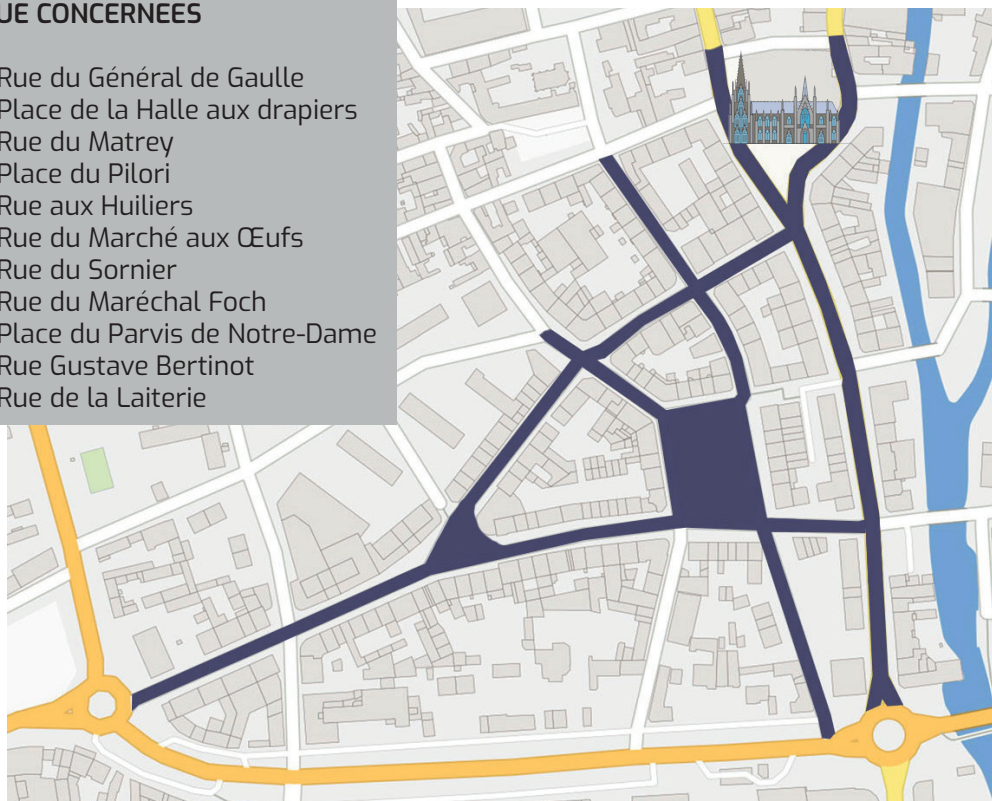 UE CONCERNÉES
Rue du Général de Gaulle
Place de la Halle aux drapiers
Rue du Matrey
Place du Pilori
Rue aux Huiliers
Rue du Marché aux Œufs
Rue du Sornier
Rue du Maréchal Foch
Place du Parvis de Notre-Dame
Rue Gustave Bertinot
Rue de la Laiterie